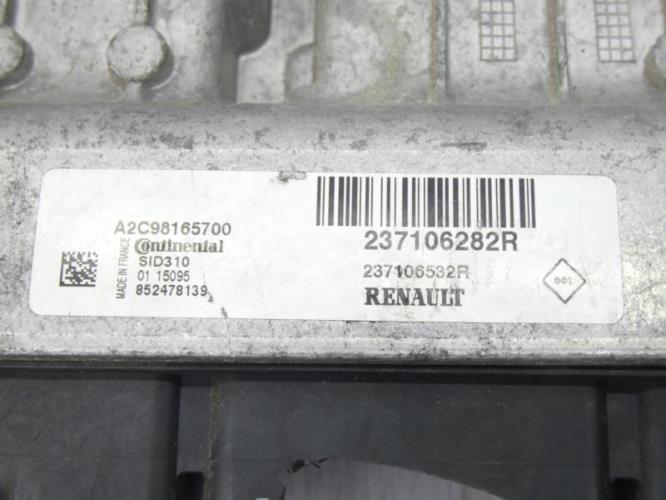 A2C98165700
Continental
SID310
01 15095
852478139
MADE IN FRANCE
237106282R
237106532R
RENAULT
001